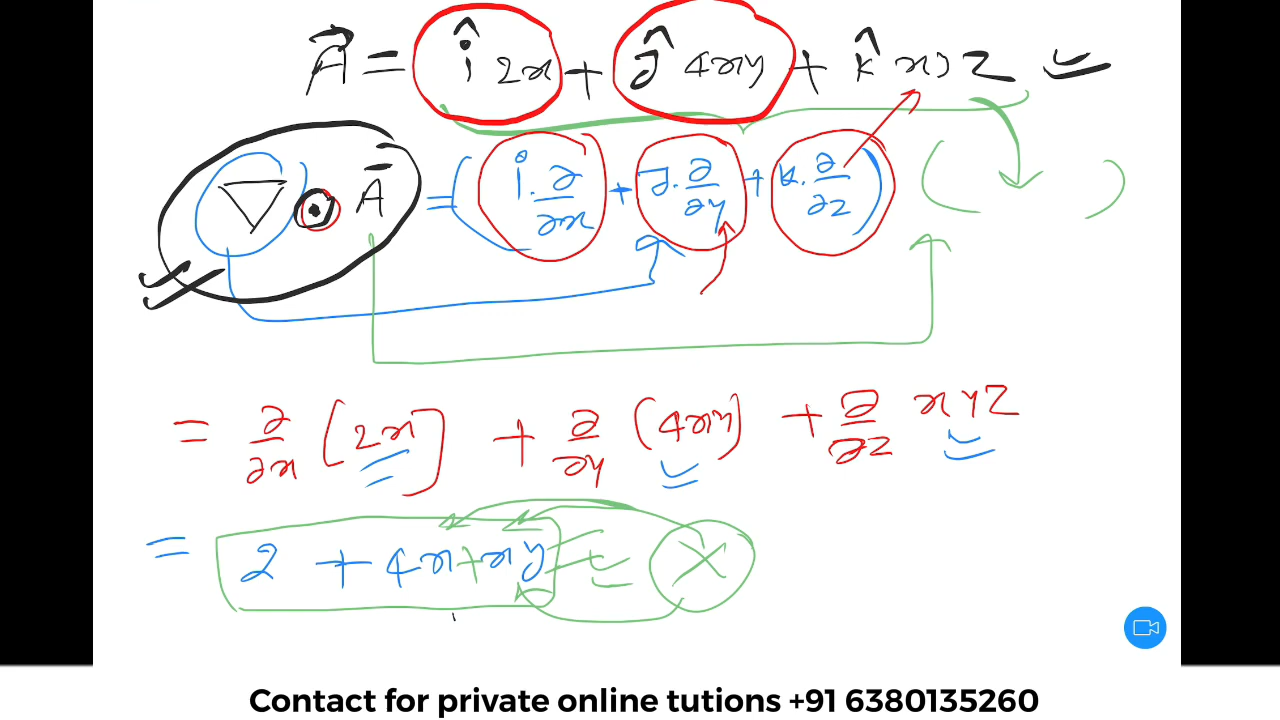 A⃗ = î 2x + ĵ 4xy + k̂ xyz
∇ · A̅ = ( i · ∂/∂x + j · ∂/∂y + k · ∂/∂z ) ( )
= ∂/∂x [2x] + ∂/∂y (4xy) + ∂/∂z xyz
= 2 + 4x + xy
Contact for private online tutions +91 6380135260